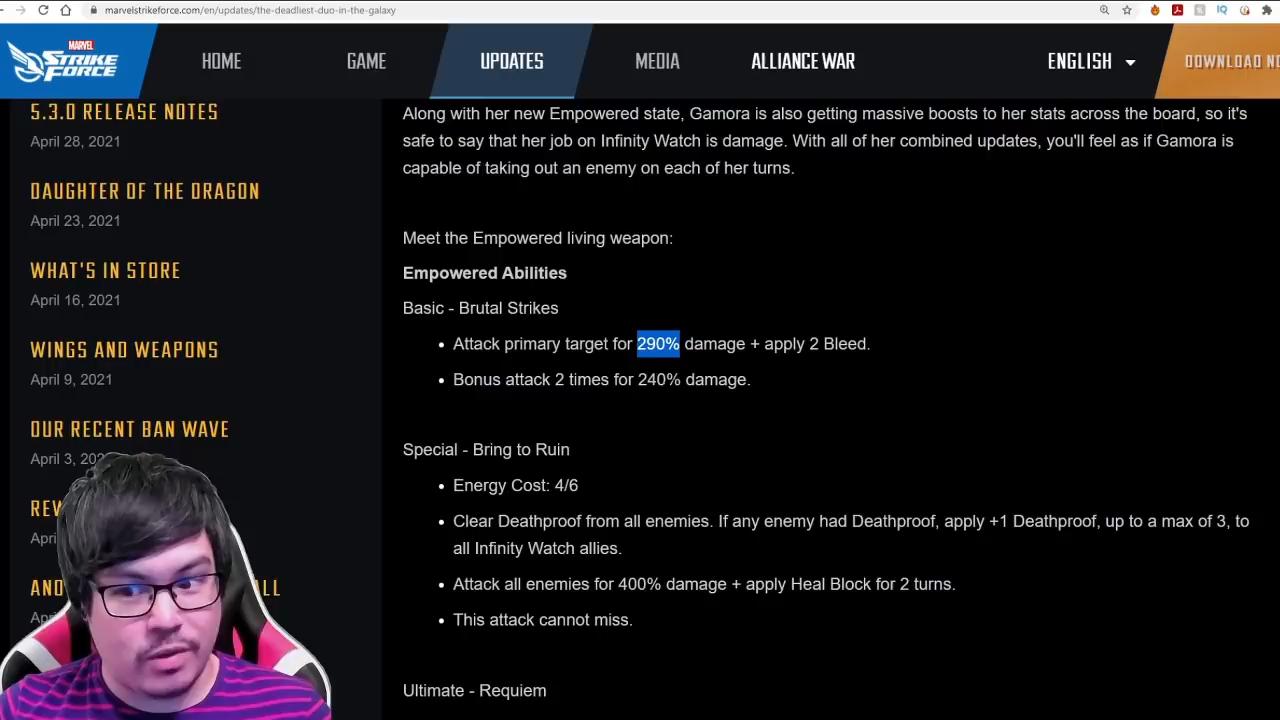 marvelstrikeforce.com/en/updates/the-deadliest-duo-in-the-galaxy
MARVEL
STRIKE
FORCE
HOME
GAME
UPDATES
MEDIA
ALLIANCE WAR
ENGLISH
DOWNLOAD
5.3.0 RELEASE NOTES
April 28, 2021
DAUGHTER OF THE DRAGON
April 23, 2021
WHAT'S IN STORE
April 16, 2021
WINGS AND WEAPONS
April 9, 2021
OUR RECENT BAN WAVE
April 3,
Along with her new Empowered state, Gamora is also getting massive boosts to her stats across the board, so it's
safe to say that her job on Infinity Watch is damage. With all of her combined updates, you'll feel as if Gamora is
capable of taking out an enemy on each of her turns.
Meet the Empowered living weapon:
Empowered Abilities
Basic - Brutal Strikes
• Attack primary target for 290% damage + apply 2 Bleed.
• Bonus attack 2 times for 240% damage.
Special - Bring to Ruin
• Energy Cost: 4/6
• Clear Deathproof from all enemies. If any enemy had Deathproof, apply +1 Deathproof, up to a max of 3, to
all Infinity Watch allies.
• Attack all enemies for 400% damage + apply Heal Block for 2 turns.
• This attack cannot miss.
Ultimate - Requiem